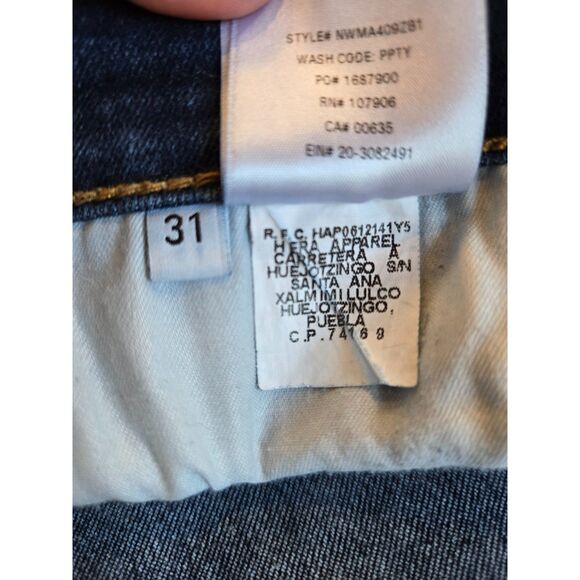 STYLE# NWMA409ZB1
WASH CODE: PPTY
PO# 1687900
RN# 107906
CA# 00635
EIN# 20-3082491
31
R.F.C. HAP0612141Y5
HERA APPAREL
CARRETERA A
HUEJOTZINGO S/N
SANTA ANA
XALMIMILULCO
HUEJOTZINGO,
PUEBLA
C.P. 74169